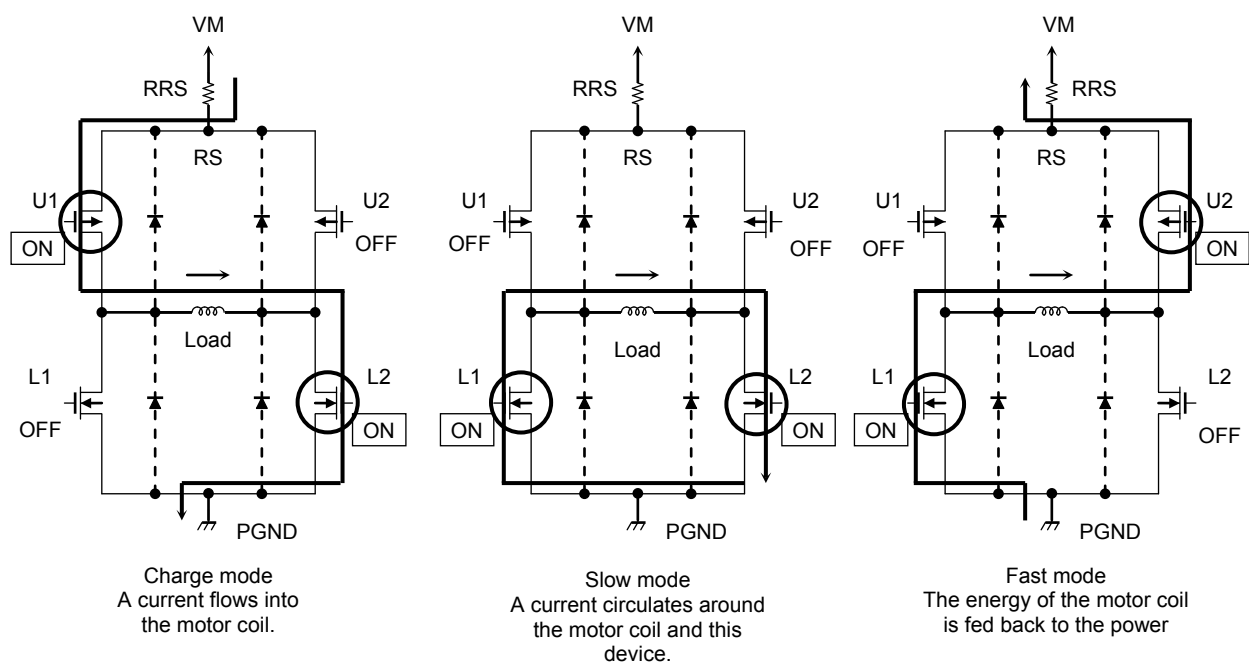 VM
RRS
RS
U1
ON
U2
OFF
Load
L1
OFF
L2
ON
PGND
Charge mode
A current flows into
the motor coil.
VM
RRS
RS
U1
OFF
U2
OFF
Load
L1
ON
L2
ON
PGND
Slow mode
A current circulates around
the motor coil and this
device.
VM
RRS
RS
U1
OFF
U2
ON
Load
L1
ON
L2
OFF
PGND
Fast mode
The energy of the motor coil
is fed back to the power